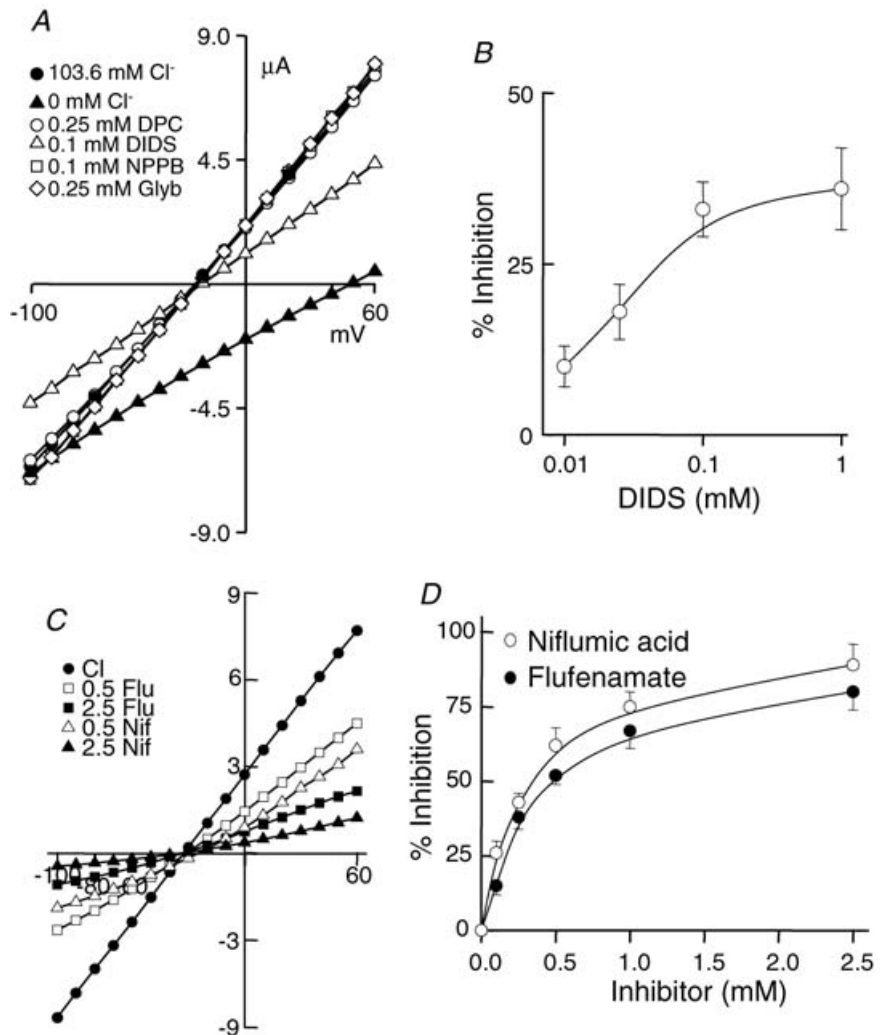 A
103.6 mM Cl⁻
0 mM Cl⁻
0.25 mM DPC
0.1 mM DIDS
0.1 mM NPPB
0.25 mM Glyb
9.0
µA
4.5
-100
60
mV
-4.5
-9.0
B
50
25
0
% Inhibition
0.01
0.1
1
DIDS (mM)
C
Cl
0.5 Flu
2.5 Flu
0.5 Nif
2.5 Nif
9
6
3
-100
-80
-60
60
-3
-9
D
Niflumic acid
Flufenamate
100
75
50
25
0
% Inhibition
0.0
0.5
1.0
1.5
2.0
2.5
Inhibitor (mM)